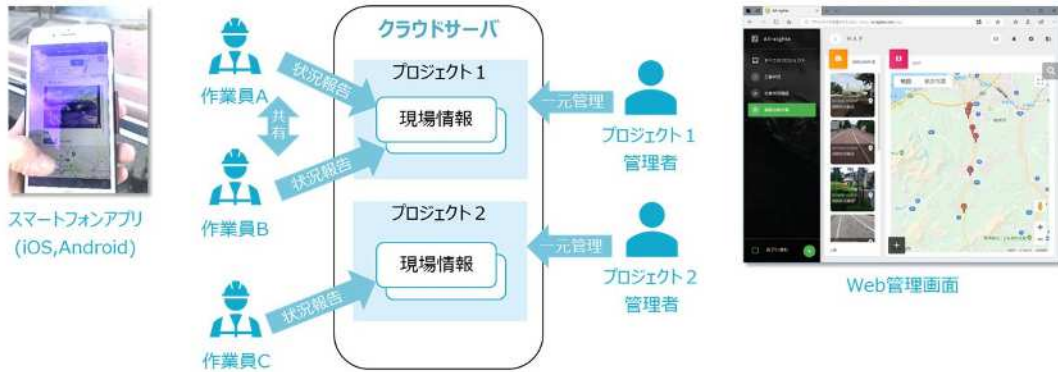 スマートフォンアプリ
(iOS,Android)
作業員A
共有
作業員B
作業員C
状況報告
状況報告
状況報告
クラウドサーバ
プロジェクト1
現場情報
プロジェクト2
現場情報
一元管理
一元管理
プロジェクト1
管理者
プロジェクト2
管理者
地図
Web管理画面